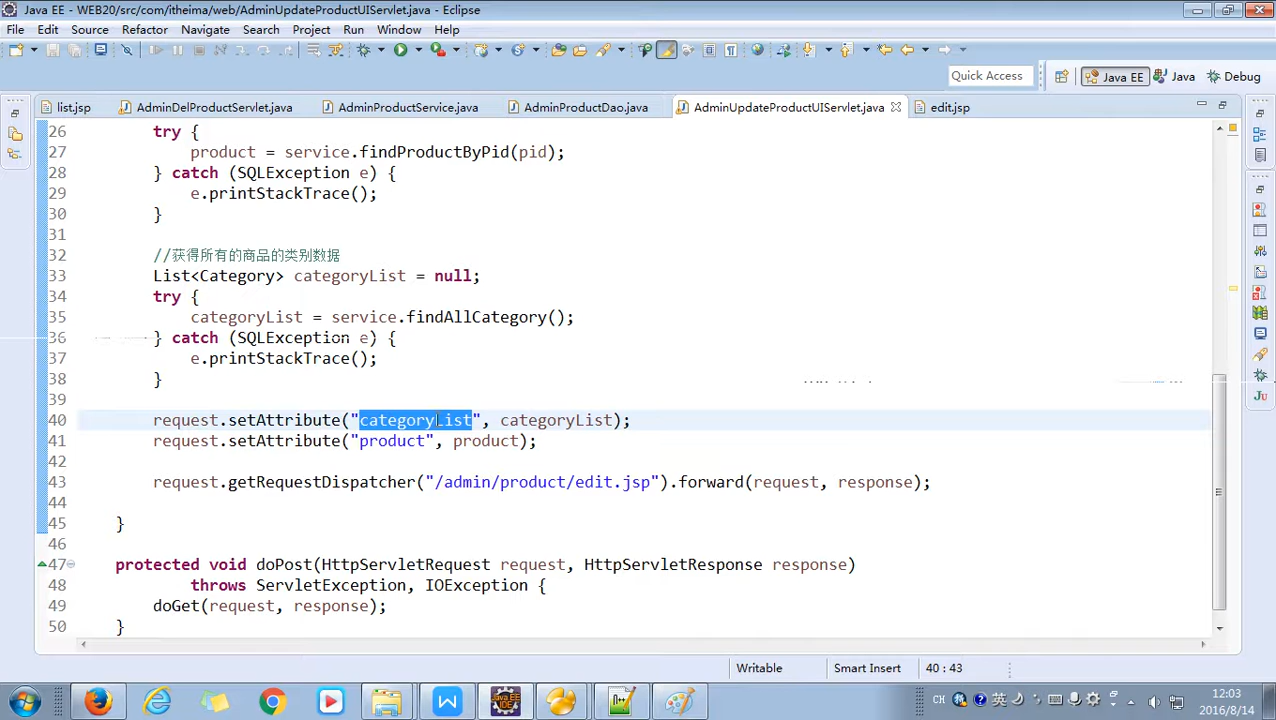 Java EE - WEB20/src/com/itheima/web/AdminUpdateProductUIServlet.java - Eclipse
File Edit Source Refactor Navigate Search Project Run Window Help
Quick Access
Java EE Java Debug
list.jsp AdminDelProductServlet.java AdminProductService.java AdminProductDao.java AdminUpdateProductUIServlet.java edit.jsp
26 try {
27 product = service.findProductByPid(pid);
28 } catch (SQLException e) {
29 e.printStackTrace();
30 }
31
32 //获得所有的商品的类别数据
33 List<Category> categoryList = null;
34 try {
35 categoryList = service.findAllCategory();
36 } catch (SQLException e) {
37 e.printStackTrace();
38 }
39
40 request.setAttribute("categoryList", categoryList);
41 request.setAttribute("product", product);
42
43 request.getRequestDispatcher("/admin/product/edit.jsp").forward(request, response);
44
45 }
46
47 protected void doPost(HttpServletRequest request, HttpServletResponse response)
48 throws ServletException, IOException {
49 doGet(request, response);
50 }
Writable Smart Insert 40 : 43
CH 英 12:03
2016/8/14